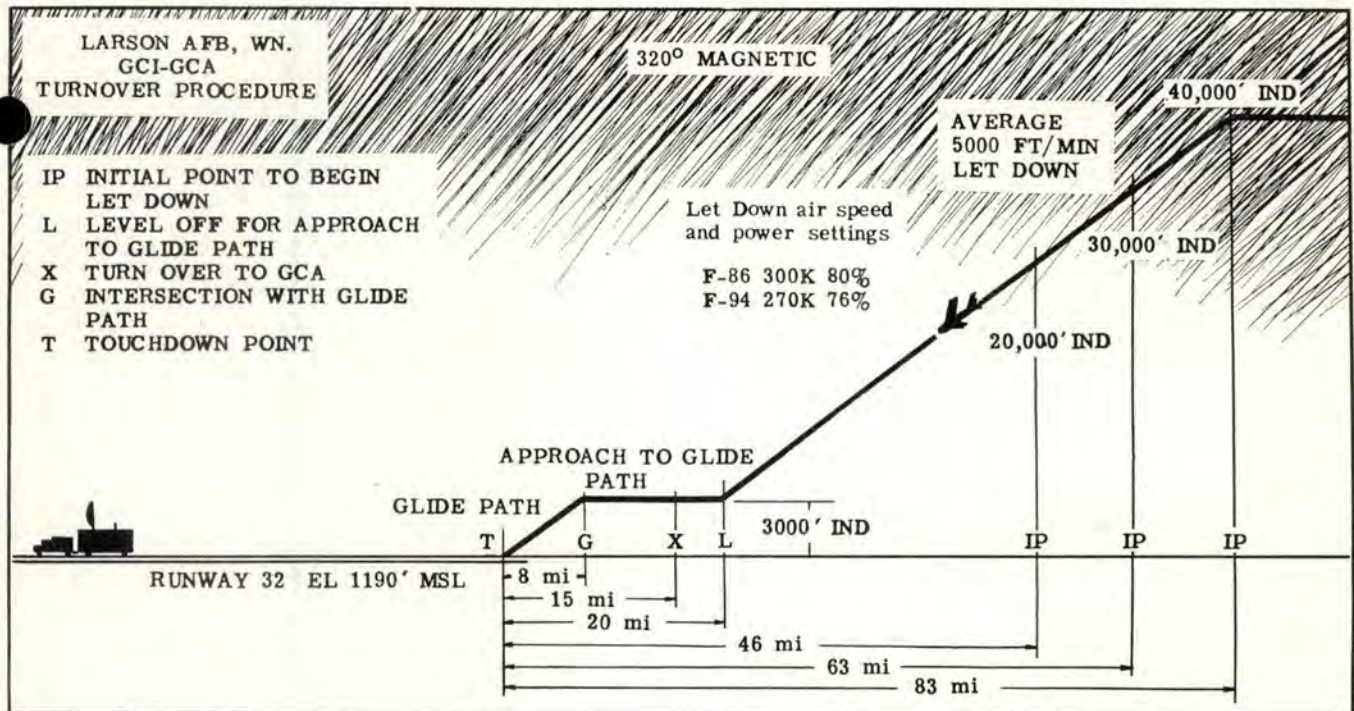 LARSON AFB, WN.
GCI-GCA
TURNOVER PROCEDURE
320° MAGNETIC
40,000' IND
AVERAGE
5000 FT/MIN
LET DOWN
IP INITIAL POINT TO BEGIN
LET DOWN
L LEVEL OFF FOR APPROACH
TO GLIDE PATH
X TURN OVER TO GCA
G INTERSECTION WITH GLIDE
PATH
T TOUCHDOWN POINT
Let Down air speed
and power settings
F-86 300K 80%
F-94 270K 76%
30,000' IND
20,000' IND
APPROACH TO GLIDE
PATH
GLIDE PATH
3000' IND
T G X L IP IP IP
RUNWAY 32 EL 1190' MSL
8 mi
15 mi
20 mi
46 mi
63 mi
83 mi